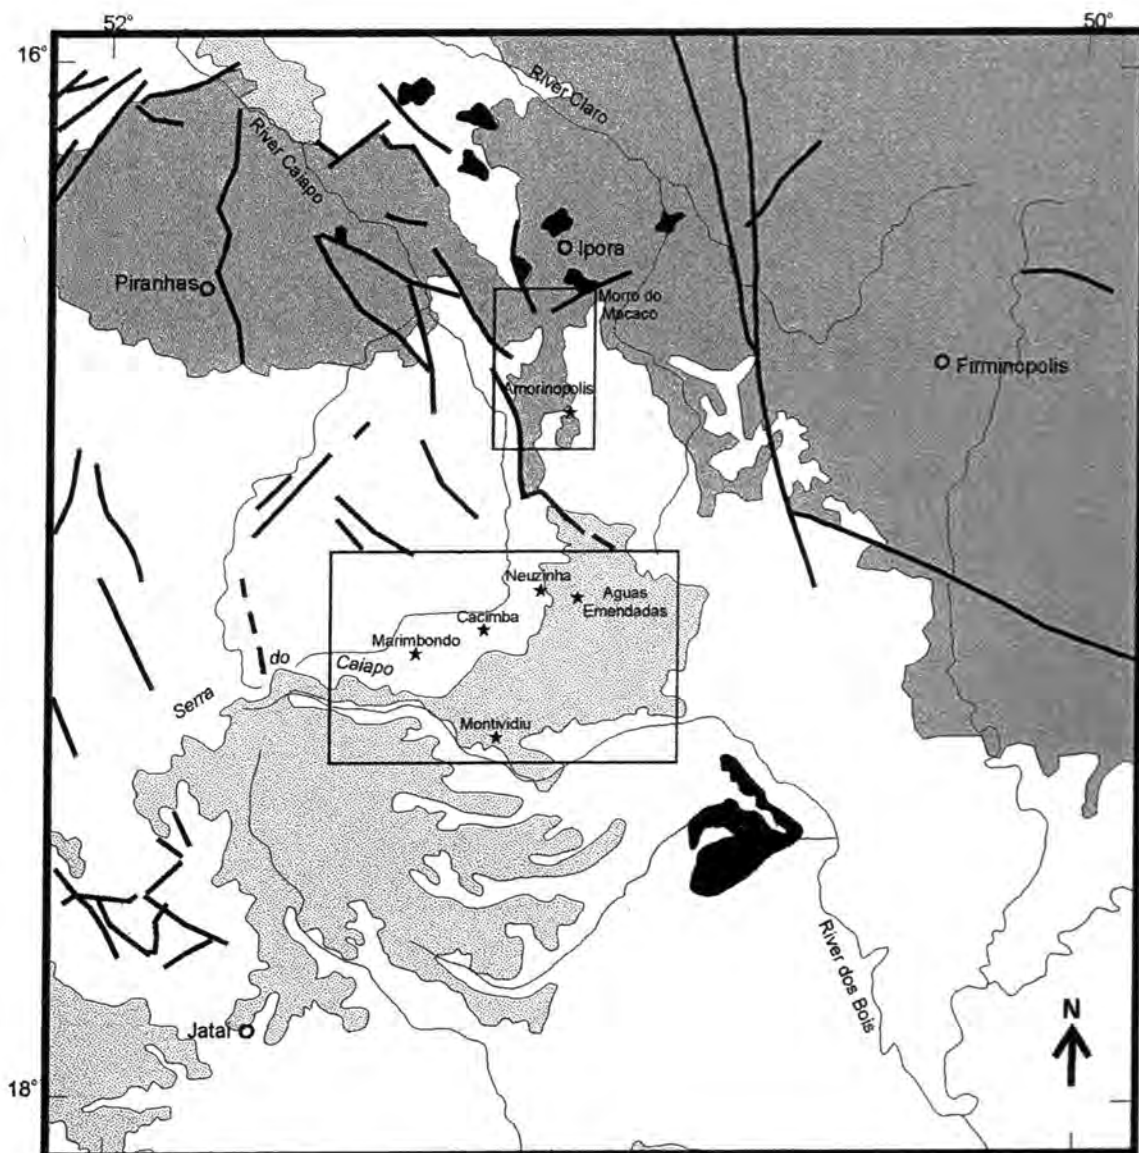 52°
50°
16°
River Claro
River Caiapo
Ipora
Piranhas
Morro do
Macaco
Firminopolis
Amorinopolis
Neuzinha
Aguas
Emendadas
Cacimba
Marimbondo
Serra do Caiapo
Montividiu
River dos Bois
N
Jatai
18°